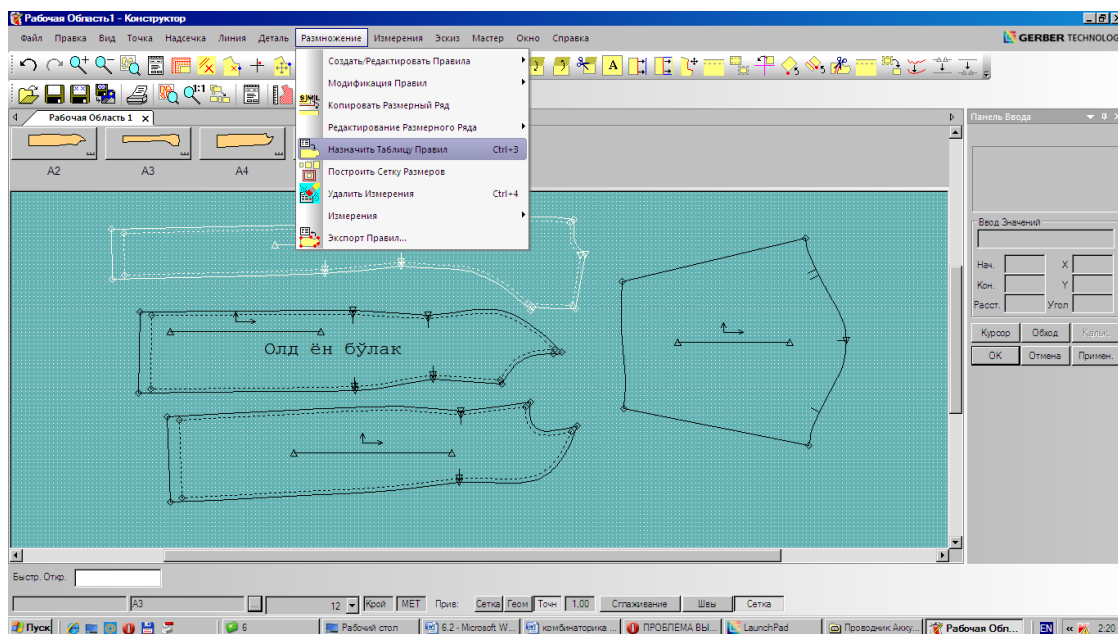 Рабочая Область1 - Конструктор
Файл Правка Вид Точка Надсечка Линия Деталь Размножение Измерения Эскиз Мастер Окно Справка
GERBER TECHNOLOG
Рабочая Область 1 x
A2 A3 A4
Создать/Редактировать Правила
Модификация Правил
Копировать Размерный Ряд
Редактирование Размерного Ряда
Назначить Таблицу Правил Ctrl+3
Построить Сетку Размеров
Удалить Измерения Ctrl+4
Измерения
Экспорт Правил...
Панель Ввода
Ввод Значений
Нач. X
Кон. Y
Расст. Угол
Курсор Обход Кальк.
ОК Отмена Примен.
Олд ён бўлак
Быстр. Откр.
A3 ... 12 Крой МЕТ Прив: Сетка Геом Точн 1,00 Сглаживание Швы Сетка
Пуск 6 Рабочий стол 6.2 - Microsoft W... комбинаторика ... ПРОБЛЕМА ВЫ... LaunchPad Проводник Акку... Рабочая Обл... EN « 2:20